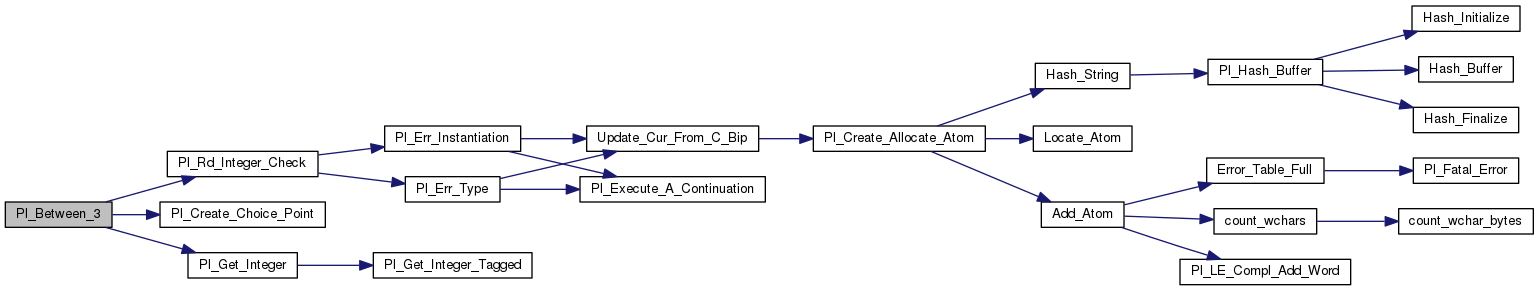 Pl_Between_3
Pl_Rd_Integer_Check
Pl_Create_Choice_Point
Pl_Get_Integer
Pl_Err_Instantiation
Pl_Err_Type
Pl_Get_Integer_Tagged
Update_Cur_From_C_Bip
Pl_Execute_A_Continuation
Pl_Create_Allocate_Atom
Hash_String
Locate_Atom
Add_Atom
Pl_Hash_Buffer
Error_Table_Full
count_wchars
Pl_LE_Compl_Add_Word
Hash_Initialize
Hash_Buffer
Hash_Finalize
Pl_Fatal_Error
count_wchar_bytes